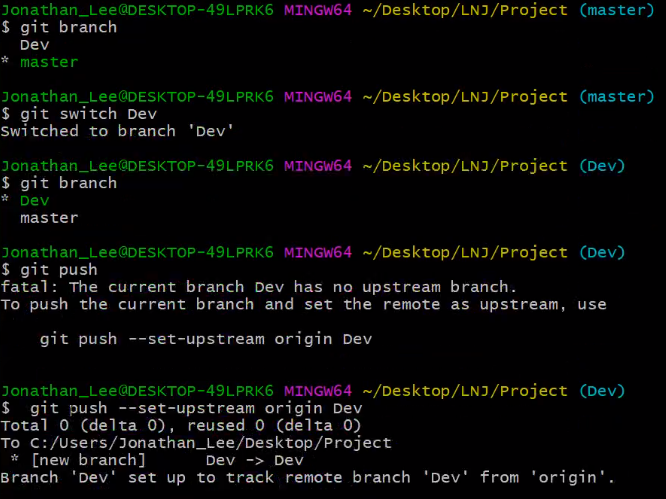 Jonathan_Lee@DESKTOP-49LPRK6 MINGW64 ~/Desktop/LNJ/Project (master)
$ git branch
  Dev
* master
Jonathan_Lee@DESKTOP-49LPRK6 MINGW64 ~/Desktop/LNJ/Project (master)
$ git switch Dev
Switched to branch 'Dev'
Jonathan_Lee@DESKTOP-49LPRK6 MINGW64 ~/Desktop/LNJ/Project (Dev)
$ git branch
* Dev
  master
Jonathan_Lee@DESKTOP-49LPRK6 MINGW64 ~/Desktop/LNJ/Project (Dev)
$ git push
fatal: The current branch Dev has no upstream branch.
To push the current branch and set the remote as upstream, use
    git push --set-upstream origin Dev
Jonathan_Lee@DESKTOP-49LPRK6 MINGW64 ~/Desktop/LNJ/Project (Dev)
$  git push --set-upstream origin Dev
Total 0 (delta 0), reused 0 (delta 0)
To C:/Users/Jonathan_Lee/Desktop/Project
 * [new branch]      Dev -> Dev
Branch 'Dev' set up to track remote branch 'Dev' from 'origin'.